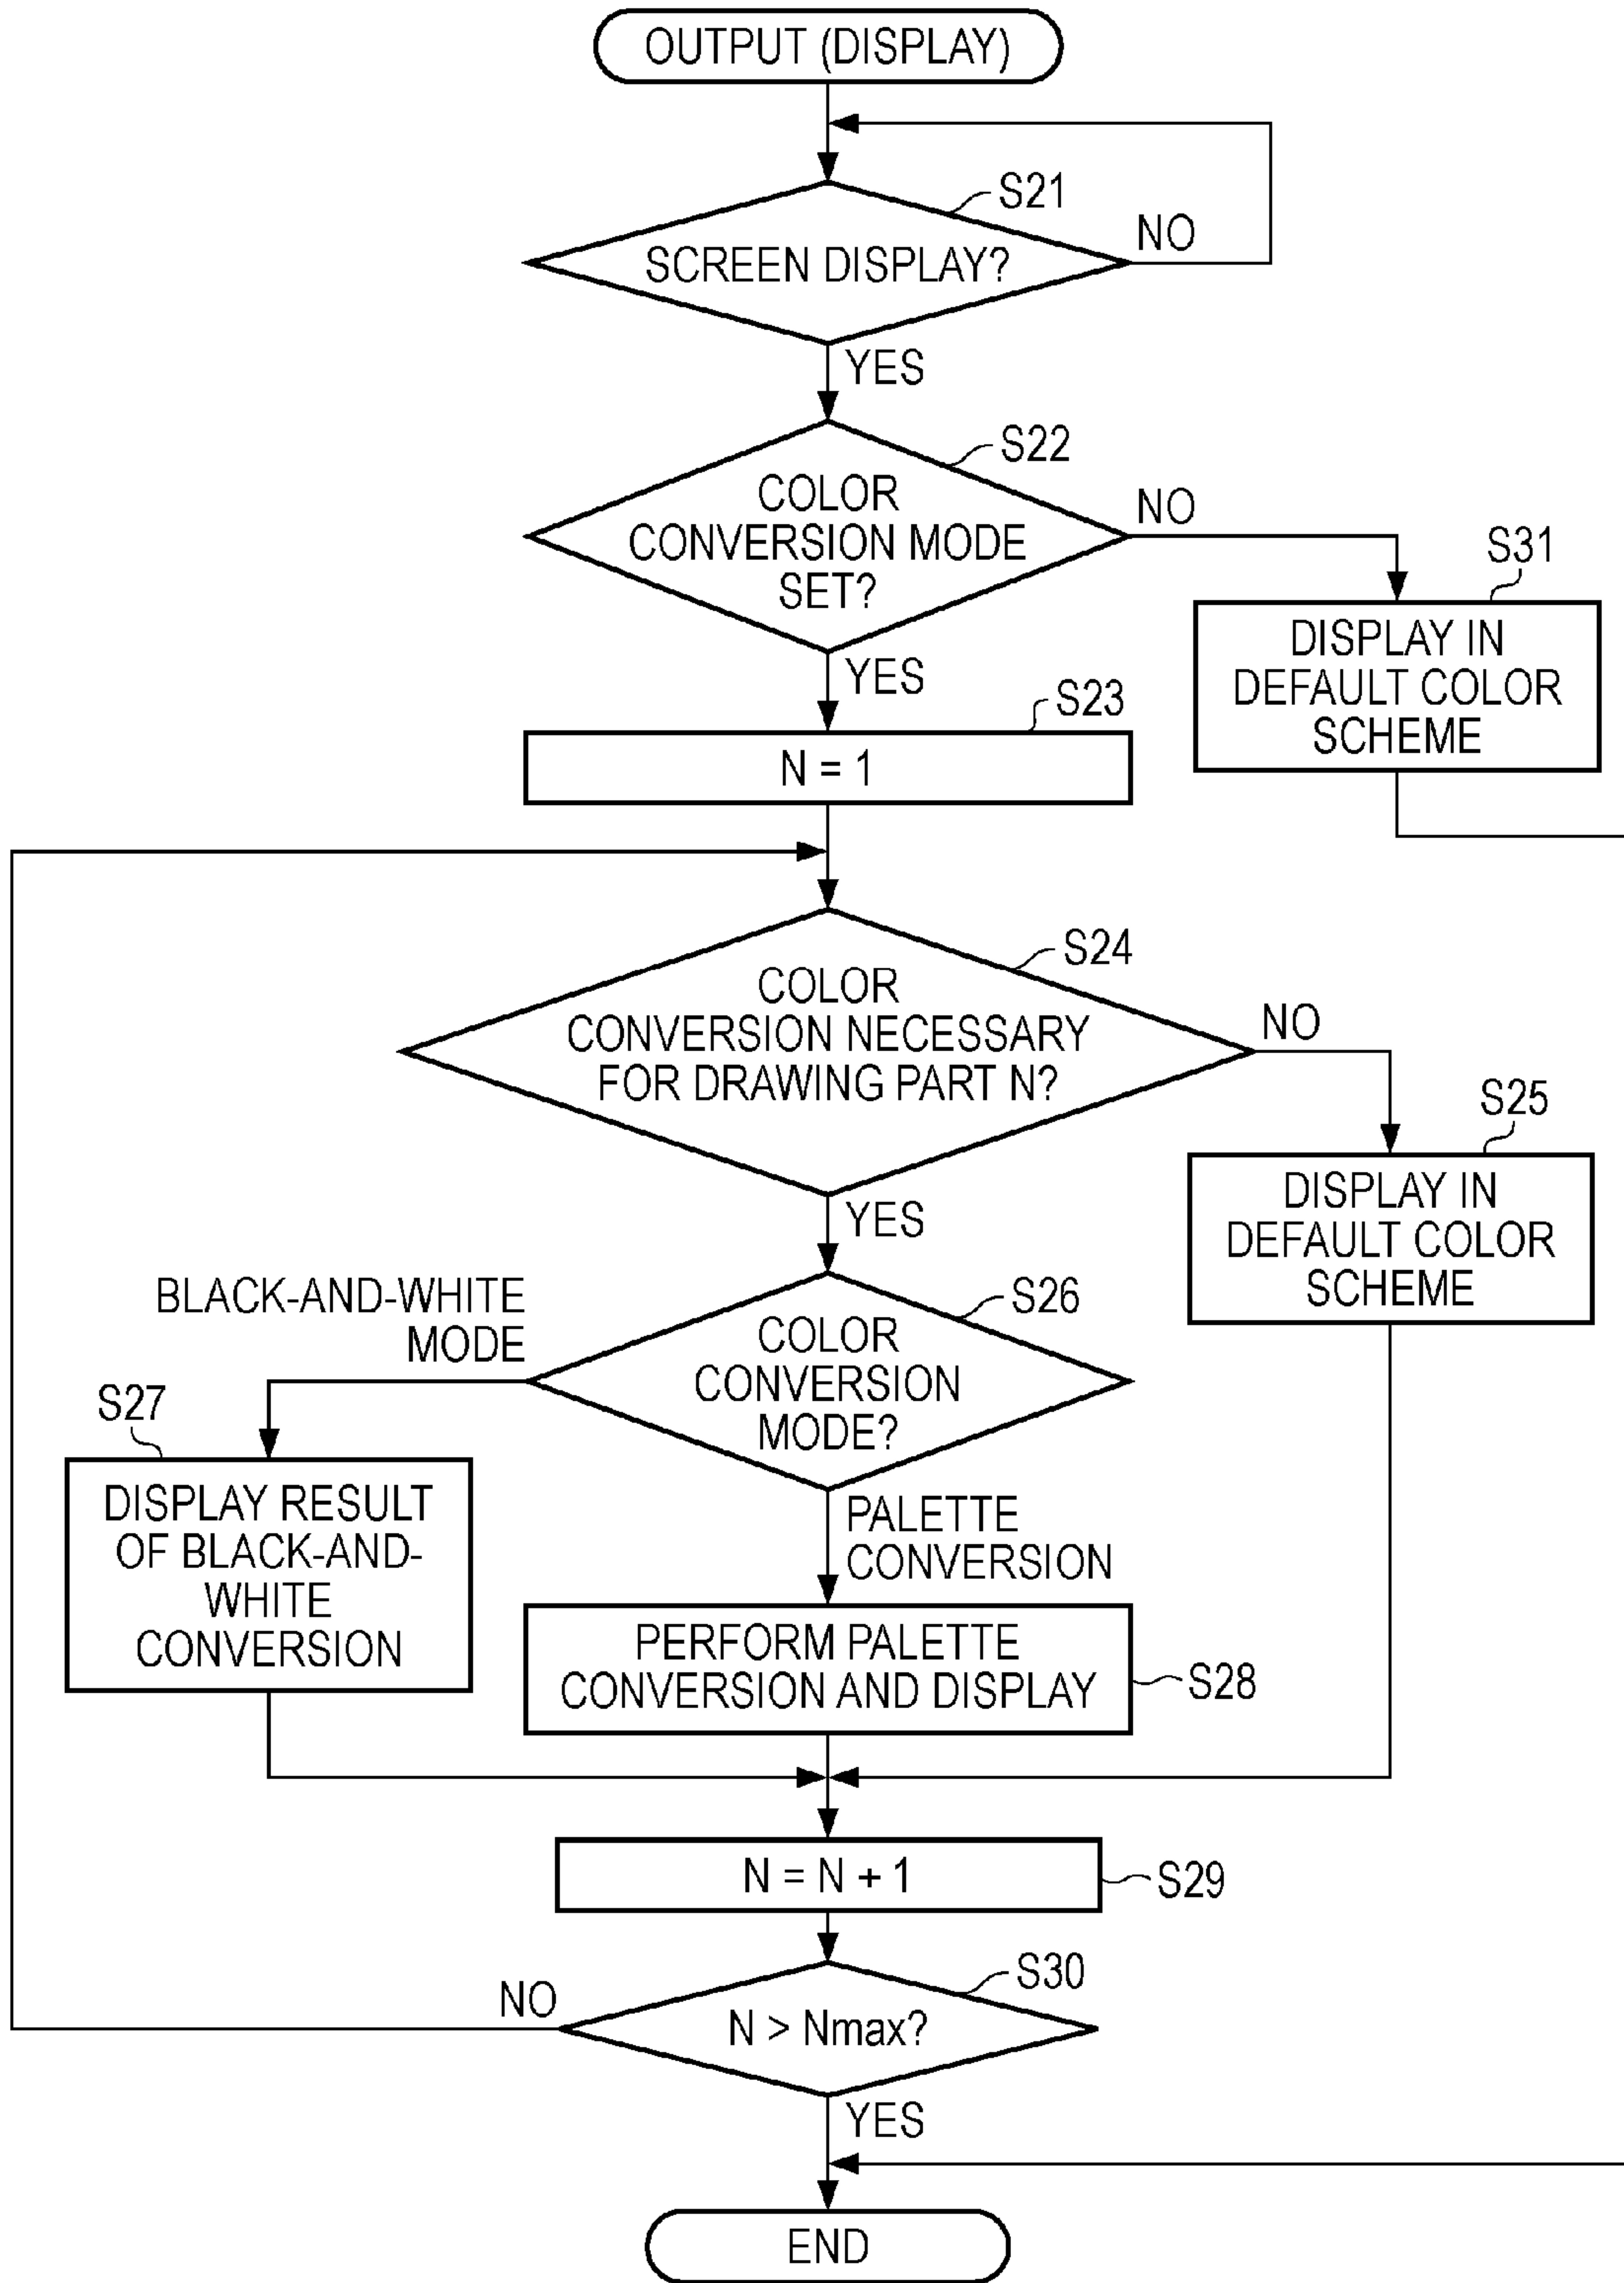 OUTPUT (DISPLAY)
S21
SCREEN DISPLAY?
NO
YES
S22
COLOR
CONVERSION MODE
SET?
NO
S31
DISPLAY IN
DEFAULT COLOR
SCHEME
YES
S23
N = 1
S24
COLOR
CONVERSION NECESSARY
FOR DRAWING PART N?
NO
S25
DISPLAY IN
DEFAULT COLOR
SCHEME
YES
S26
COLOR
CONVERSION
MODE?
BLACK-AND-WHITE
MODE
S27
DISPLAY RESULT
OF BLACK-AND-
WHITE
CONVERSION
PALETTE
CONVERSION
PERFORM PALETTE
CONVERSION AND DISPLAY
S28
N = N + 1
S29
S30
N > Nmax?
NO
YES
END